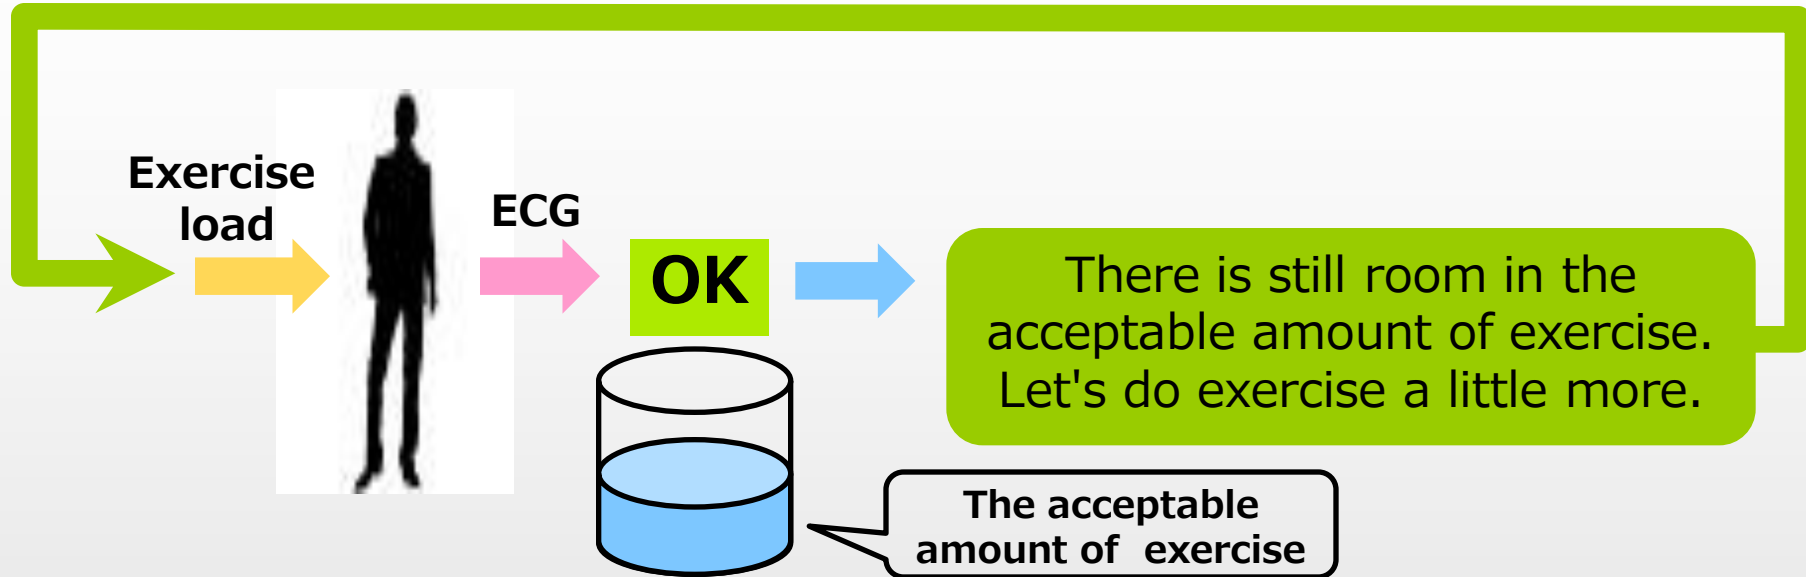 Exercise
load
ECG
OK
There is still room in the
acceptable amount of exercise.
Let's do exercise a little more.
The acceptable
amount of  exercise